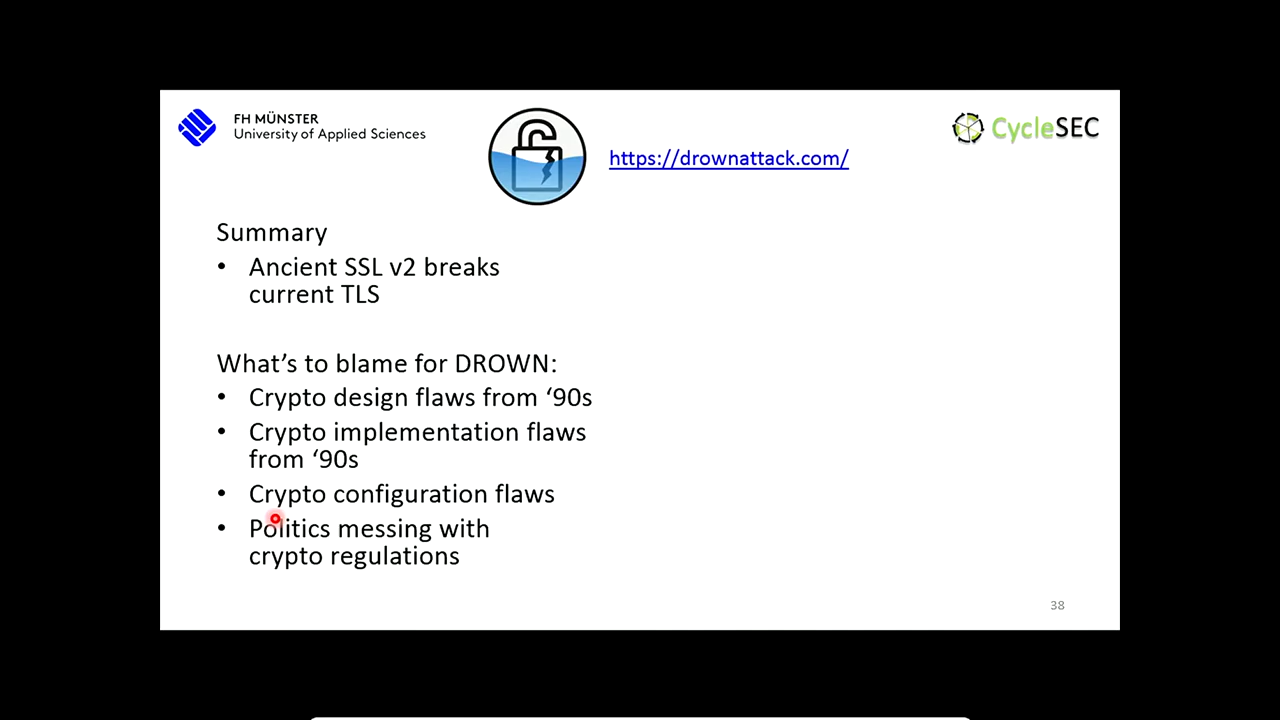 FH MÜNSTER
University of Applied Sciences
https://drownattack.com/
CycleSEC
Summary
• Ancient SSL v2 breaks
current TLS
What’s to blame for DROWN:
• Crypto design flaws from ‘90s
• Crypto implementation flaws
from ‘90s
• Crypto configuration flaws
• Politics messing with
crypto regulations
38